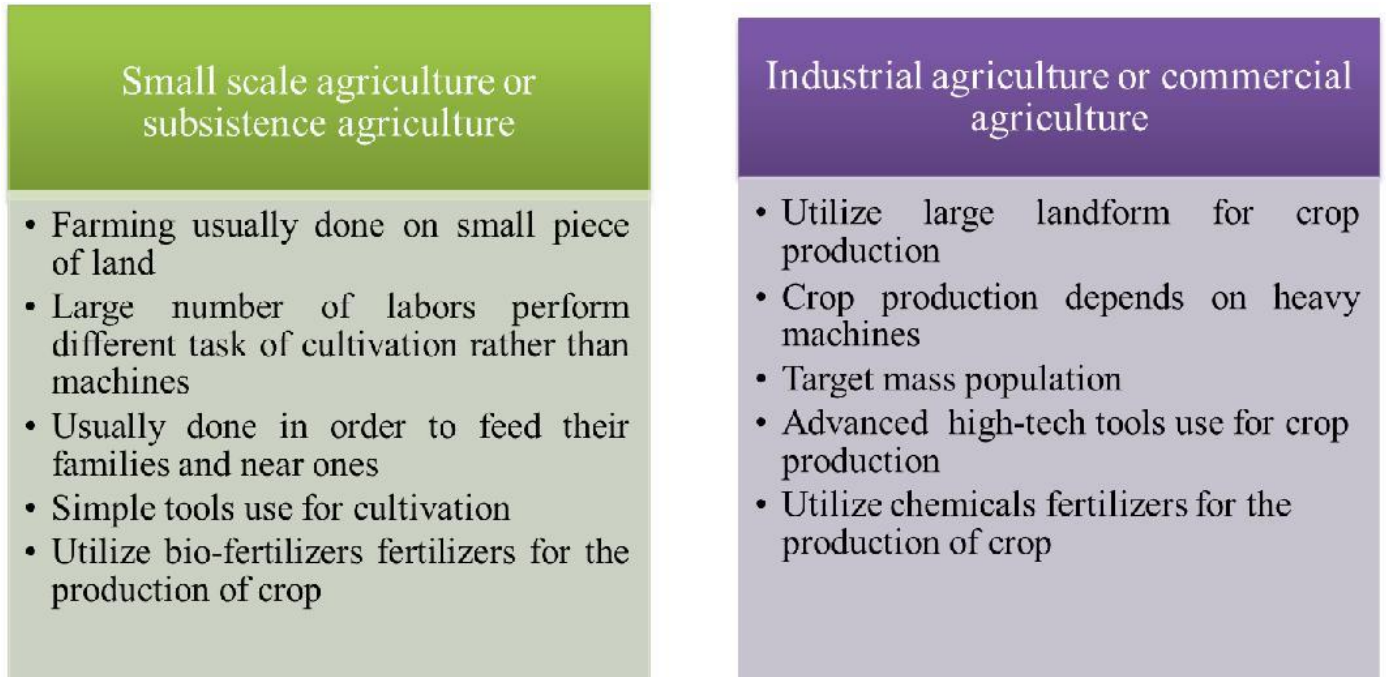 Small scale agriculture or
subsistence agriculture
• Farming usually done on small piece
of land
• Large number of labors perform
different task of cultivation rather than
machines
• Usually done in order to feed their
families and near ones
• Simple tools use for cultivation
• Utilize bio-fertilizers fertilizers for the
production of crop
Industrial agriculture or commercial
agriculture
• Utilize large landform for crop
production
• Crop production depends on heavy
machines
• Target mass population
• Advanced high-tech tools use for crop
production
• Utilize chemicals fertilizers for the
production of crop